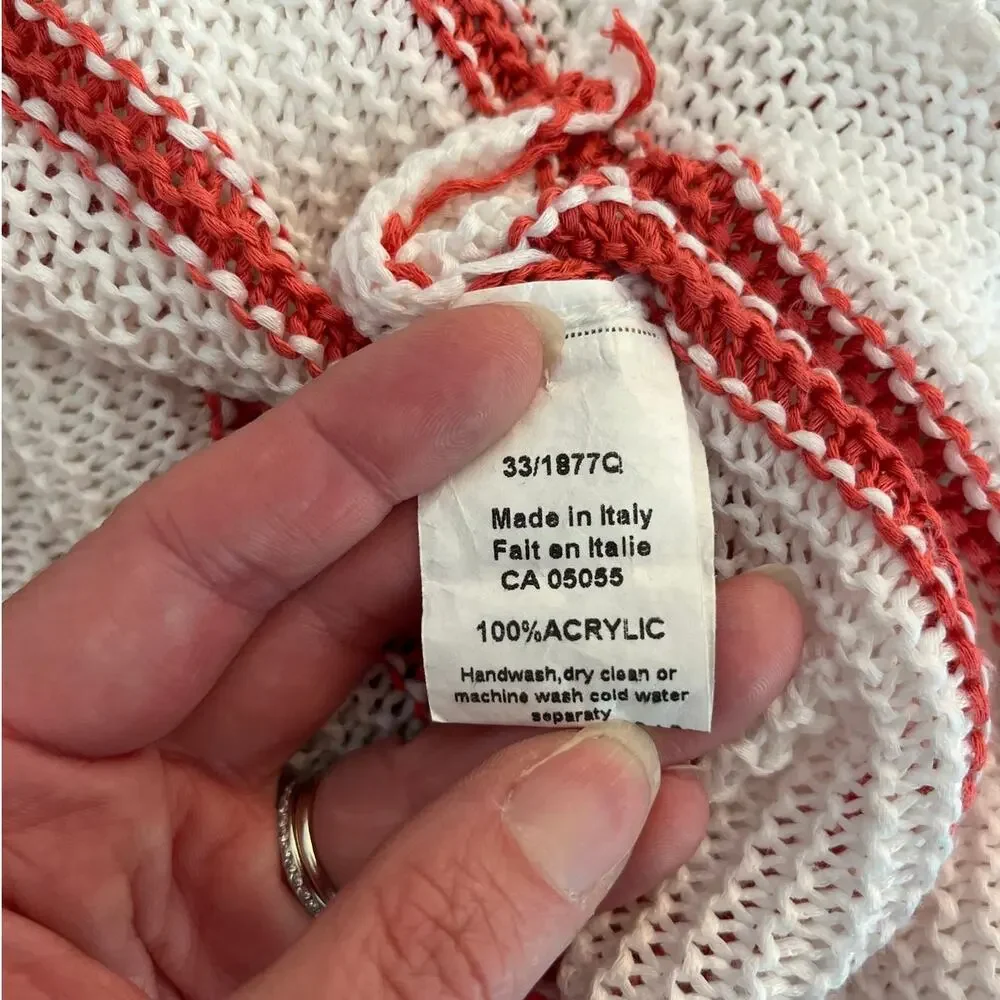 33/1877Q
Made in Italy
Fait en Italie
CA 05055
100%ACRYLIC
Handwash,dry clean or
machine wash cold water
separaty